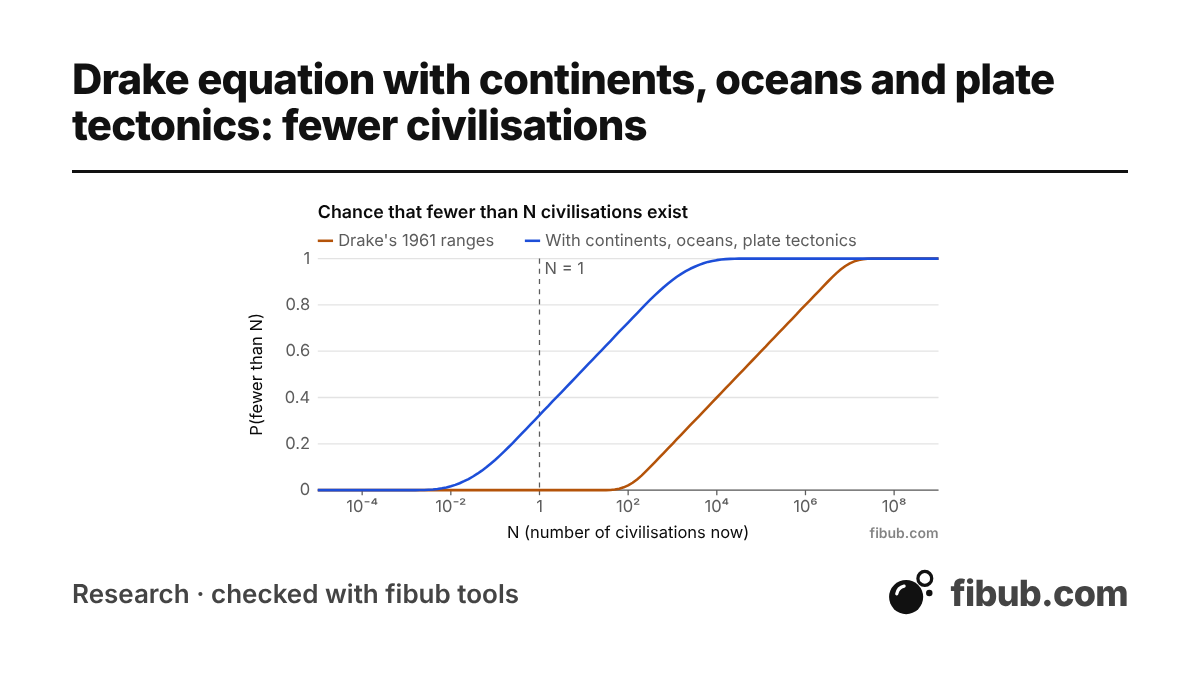 Drake equation with continents, oceans and plate
tectonics: fewer civilisations
Chance that fewer than N civilisations exist
Drake's 1961 ranges
With continents, oceans, plate tectonics
N = 1
1
0.8
0.6
0.4
0.2
0
P(fewer than N)
10⁻⁴
10⁻²
1
10²
10⁴
10⁶
10⁸
N (number of civilisations now)
fibub.com
Research · checked with fibub tools
fibub.com